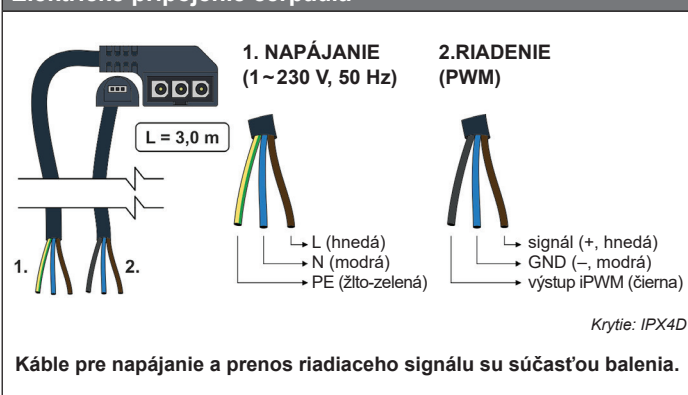 Elektrické pripojenie čerpadla
1. NAPÁJANIE
(1~230 V, 50 Hz)
2.RIADENIE
(PWM)
L = 3,0 m
1.
2.
L (hnedá)
N (modrá)
PE (žlto-zelená)
signál (+, hnedá)
GND (–, modrá)
výstup iPWM (čierna)
Krytie: IPX4D
Káble pre napájanie a prenos riadiaceho signálu su súčasťou balenia.